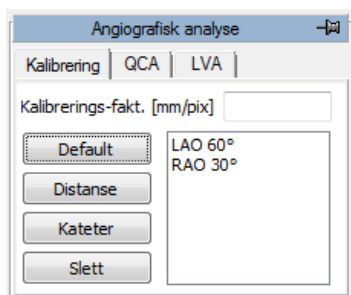 Angiografisk analyse
Kalibrering QCA LVA
Kalibrerings-fakt. [mm/pix]
Default
Distanse
Kateter
Slett
LAO 60°
RAO 30°